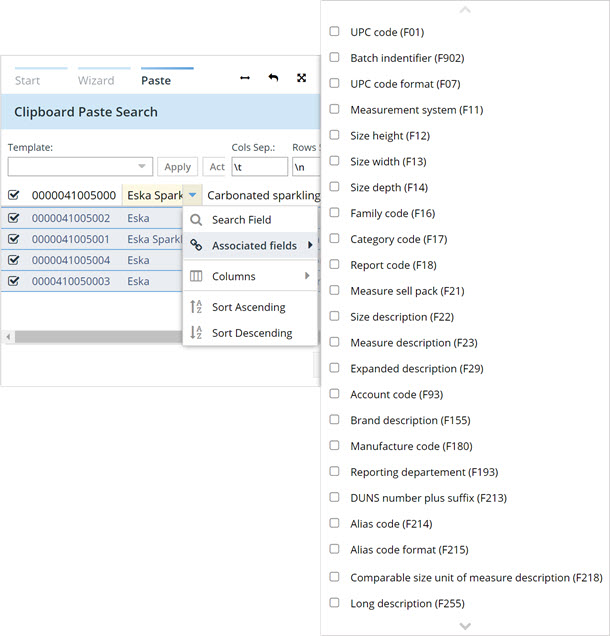 Start Wizard Paste
Clipboard Paste Search
Template: Cols Sep.: Rows S
Apply Act \t \n
0000041005000 Eska Spark Carbonated sparkling
0000041005002 Eska
0000041005001 Eska Sparkl
0000041005004 Eska
0000410050003 Eska
Search Field
Associated fields
Columns
Sort Ascending
Sort Descending
UPC code (F01)
Batch indentifier (F902)
UPC code format (F07)
Measurement system (F11)
Size height (F12)
Size width (F13)
Size depth (F14)
Family code (F16)
Category code (F17)
Report code (F18)
Measure sell pack (F21)
Size description (F22)
Measure description (F23)
Expanded description (F29)
Account code (F93)
Brand description (F155)
Manufacture code (F180)
Reporting departement (F193)
DUNS number plus suffix (F213)
Alias code (F214)
Alias code format (F215)
Comparable size unit of measure description (F218)
Long description (F255)